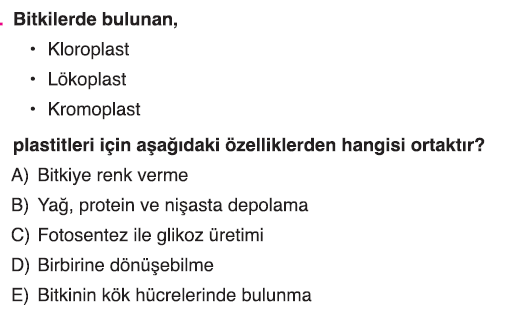 Bitkilerde bulunan,
• Kloroplast
• Lökoplast
• Kromoplast
plastitleri için aşağıdaki özelliklerden hangisi ortaktır?
A) Bitkiye renk verme
B) Yağ, protein ve nişasta depolama
C) Fotosentez ile glikoz üretimi
D) Birbirine dönüşebilme
E) Bitkinin kök hücrelerinde bulunma